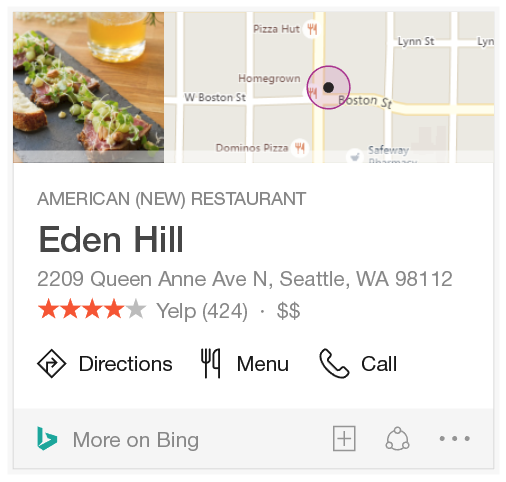 Pizza Hut
Lynn St
Lyn
Homegrown
W Boston St
Boston St
Dominos Pizza
Safeway
Pharmacy
AMERICAN (NEW) RESTAURANT
Eden Hill
2209 Queen Anne Ave N, Seattle, WA 98112
Yelp (424) · $$
Directions
Menu
Call
More on Bing